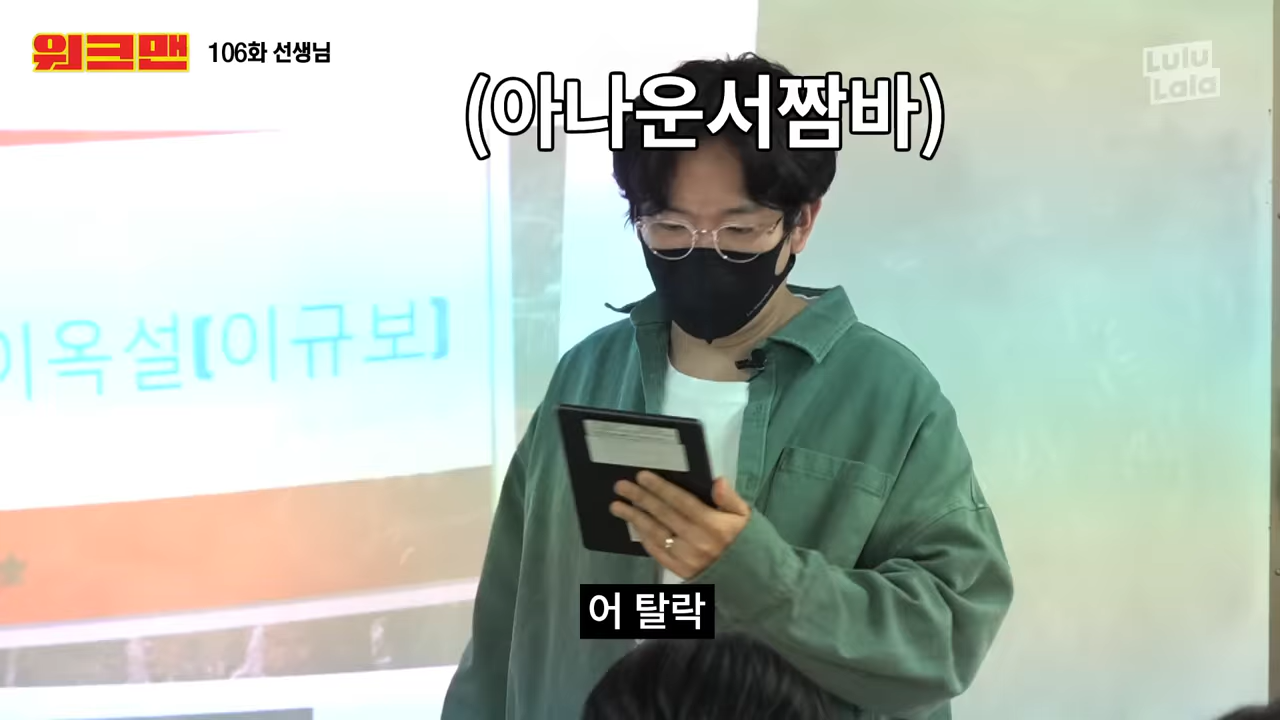 워크맨 106화 선생님
Lulu
Lala
(아나운서짬바)
이옥설[이규보]
어 탈락